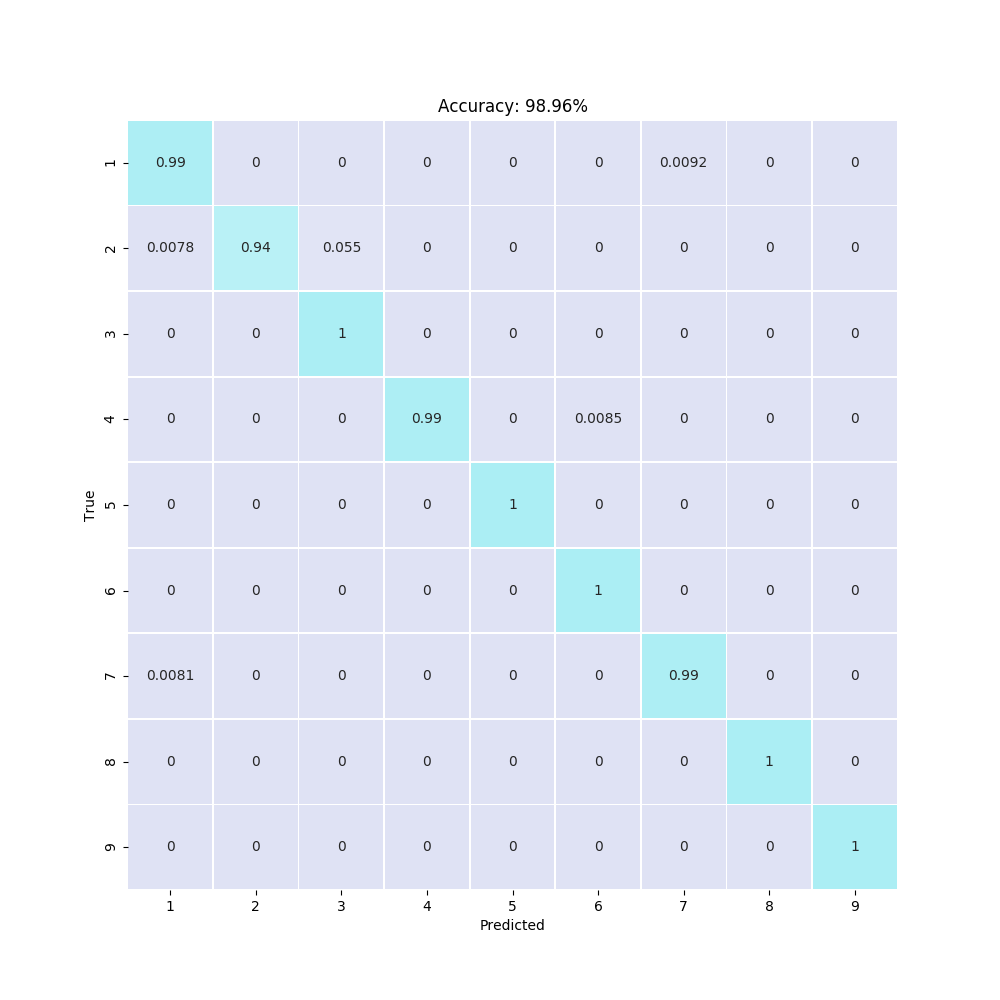 Accuracy: 98.96%
1 0.99 0 0 0 0 0 0.0092 0 0
2 0.0078 0.94 0.055 0 0 0 0 0 0
3 0 0 1 0 0 0 0 0 0
4 0 0 0 0.99 0 0.0085 0 0 0
True
5 0 0 0 0 1 0 0 0 0
6 0 0 0 0 0 1 0 0 0
7 0.0081 0 0 0 0 0 0.99 0 0
8 0 0 0 0 0 0 0 1 0
9 0 0 0 0 0 0 0 0 1
1 2 3 4 5 6 7 8 9
Predicted